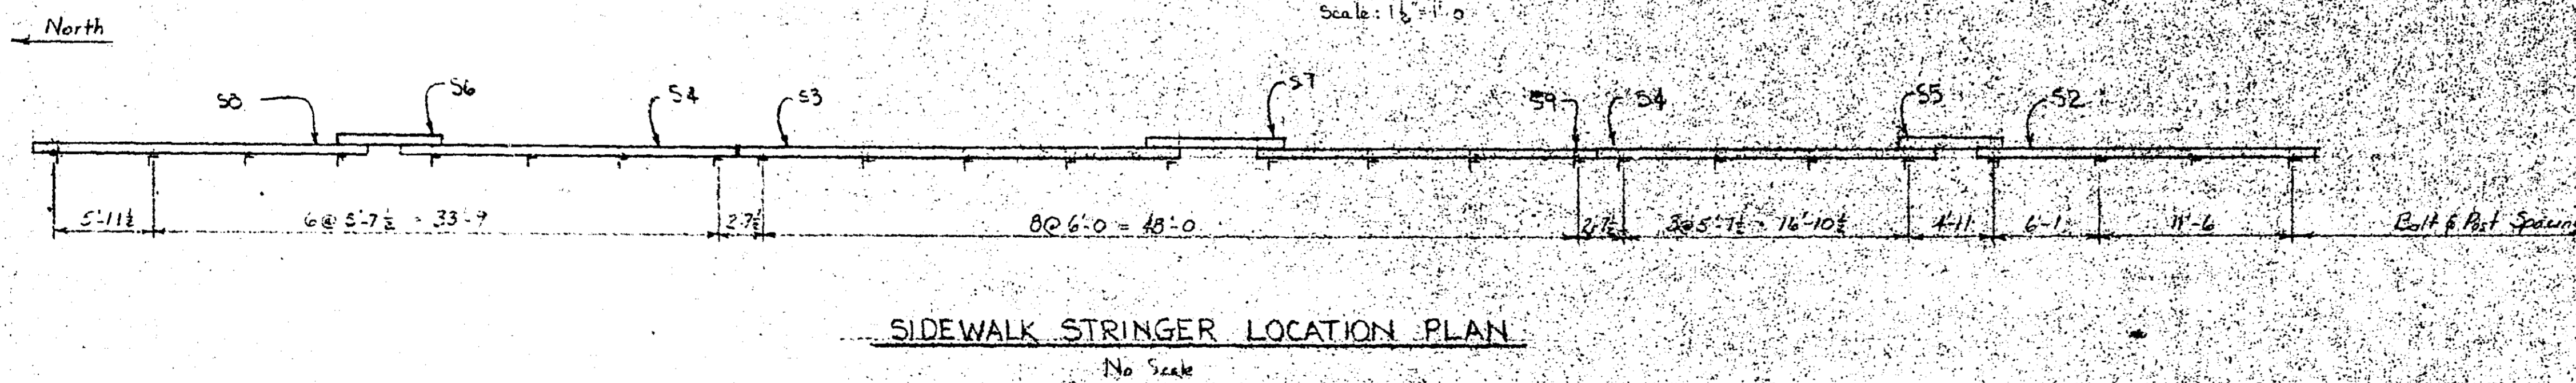 Scale: 1½"=1'-0
North
S8 S6 S4 S3 S7 S9 S4 S5 S2
5'-11½ 6 @ 5'-7½ = 33'-9 2'-7½ 8 @ 6'-0 = 48'-0 2'-7½ 3 @ 5'-7½ = 16'-10½ 4'-11 6'-1 11'-6 Bolt & Post Spacing
SIDEWALK STRINGER LOCATION PLAN
No Scale